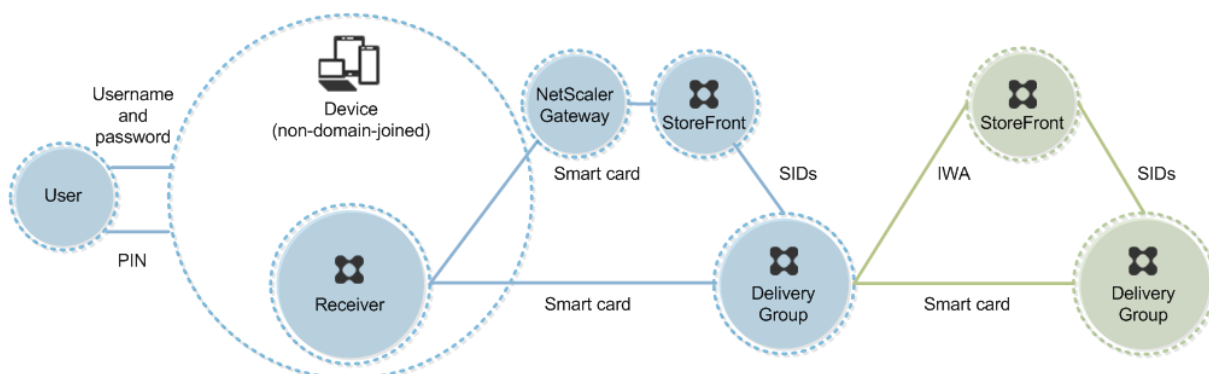 Username
and
password
User
PIN
Device
(non-domain-joined)
Receiver
NetScaler
Gateway
StoreFront
Smart card
SIDs
Smart card
Delivery
Group
StoreFront
IWA
SIDs
Smart card
Delivery
Group